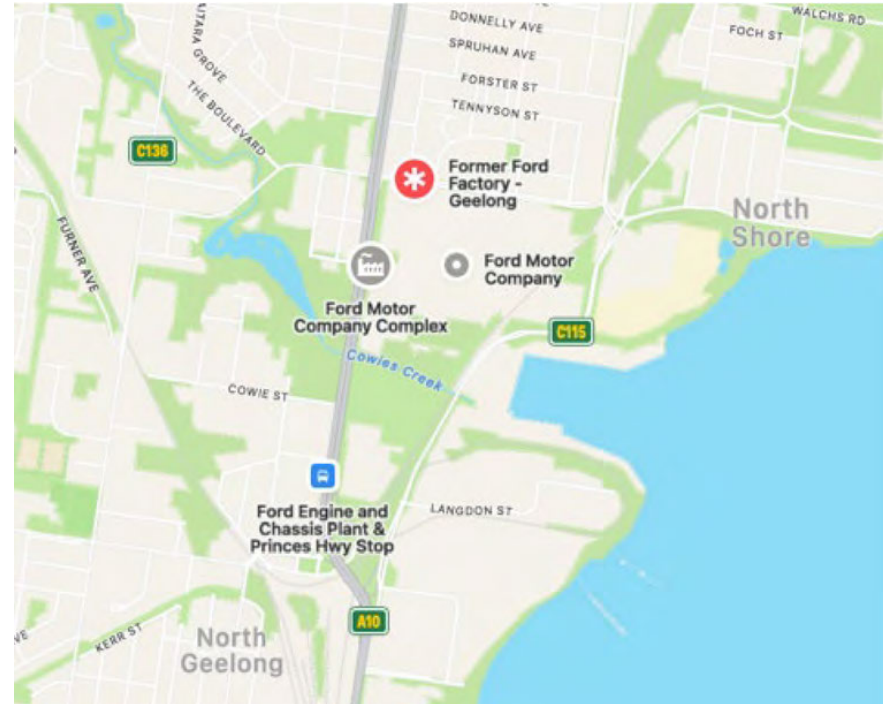 DONNELLY AVE
WALCHS RD
FOCH ST
SPRUHAN AVE
FORSTER ST
TENNYSON ST
THE BOULEVARD
C136
Former Ford
Factory -
Geelong
North
Shore
FURNER AVE
Ford Motor
Company
Ford Motor
Company Complex
C115
Cowies Creek
COWIE ST
Ford Engine and
Chassis Plant &
Princes Hwy Stop
LANGDON ST
A10
KERR ST
North
Geelong